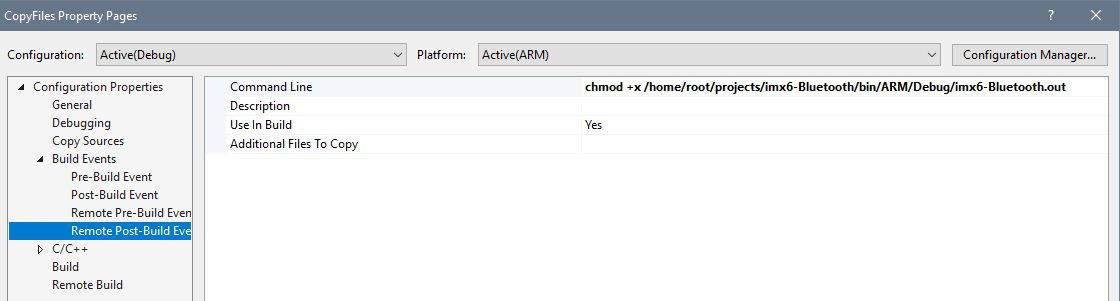 CopyFiles Property Pages
?
Configuration: Active(Debug) Platform: Active(ARM) Configuration Manager...
Configuration Properties
General
Debugging
Copy Sources
Build Events
Pre-Build Event
Post-Build Event
Remote Pre-Build Even
Remote Post-Build Eve
C/C++
Build
Remote Build
Command Line chmod +x /home/root/projects/imx6-Bluetooth/bin/ARM/Debug/imx6-Bluetooth.out
Description
Use In Build Yes
Additional Files To Copy